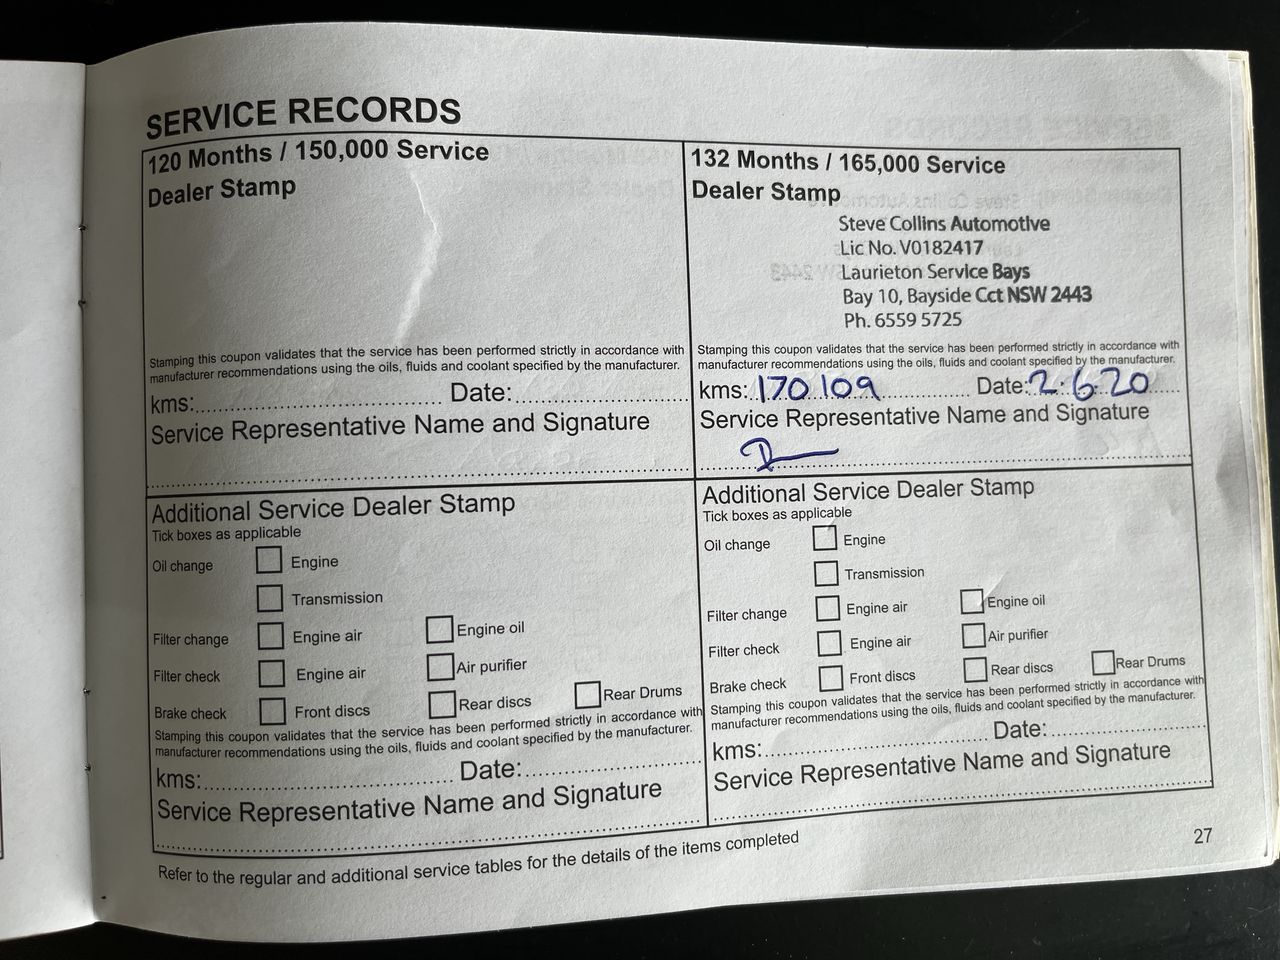 SERVICE RECORDS
120 Months / 150,000 Service
Dealer Stamp
Stamping this coupon validates that the service has been performed strictly in accordance with
manufacturer recommendations using the oils, fluids and coolant specified by the manufacturer.
kms:.......... Date:..........
Service Representative Name and Signature
132 Months / 165,000 Service
Dealer Stamp
Steve Collins Automotive
Lic No. V0182417
Laurieton Service Bays
Bay 10, Bayside Cct NSW 2443
Ph. 6559 5725
Stamping this coupon validates that the service has been performed strictly in accordance with
manufacturer recommendations using the oils, fluids and coolant specified by the manufacturer.
kms: 170 109 Date: 2.6.20
Service Representative Name and Signature
Additional Service Dealer Stamp
Tick boxes as applicable
Oil change Engine
Transmission
Filter change Engine air Engine oil
Filter check Engine air Air purifier
Brake check Front discs Rear discs Rear Drums
Stamping this coupon validates that the service has been performed strictly in accordance with
manufacturer recommendations using the oils, fluids and coolant specified by the manufacturer.
kms:.......... Date:..........
Service Representative Name and Signature
Additional Service Dealer Stamp
Tick boxes as applicable
Oil change Engine
Transmission
Filter change Engine air Engine oil
Filter check Engine air Air purifier
Brake check Front discs Rear discs Rear Drums
Stamping this coupon validates that the service has been performed strictly in accordance with
manufacturer recommendations using the oils, fluids and coolant specified by the manufacturer.
kms:.......... Date:..........
Service Representative Name and Signature
Refer to the regular and additional service tables for the details of the items completed
27